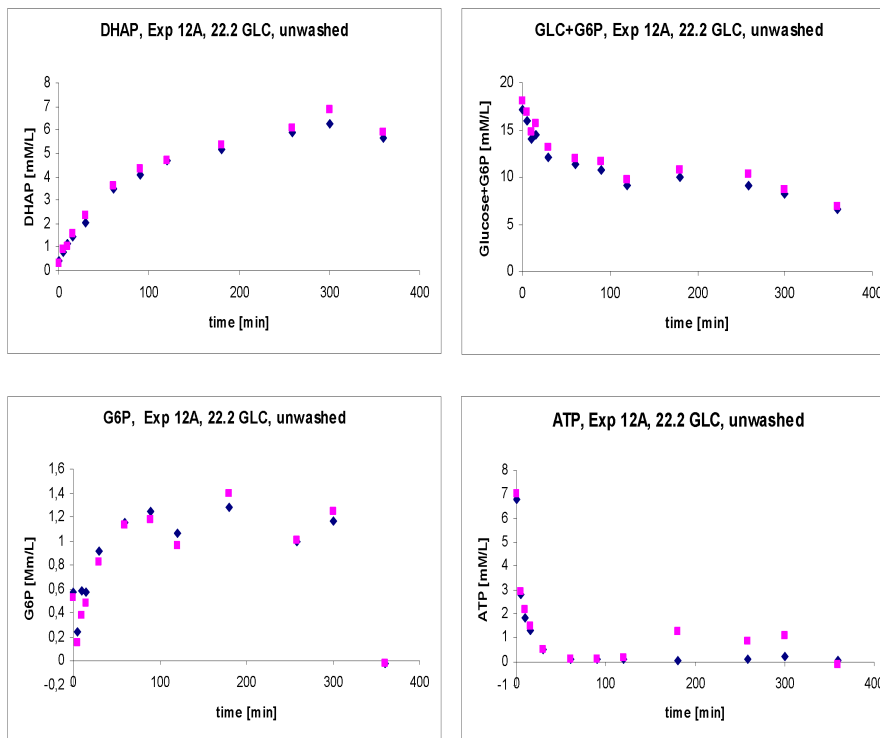 DHAP, Exp 12A, 22.2 GLC, unwashed
DHAP [mM/L]
8
7
6
5
4
3
2
1
0
0 100 200 300 400
time [min]
GLC+G6P, Exp 12A, 22.2 GLC, unwashed
Glucose+G6P [mM/L]
20
15
10
5
0
0 100 200 300 400
time [min]
G6P, Exp 12A, 22.2 GLC, unwashed
G6P [Mm/L]
1,6
1,4
1,2
1
0,8
0,6
0,4
0,2
0
-0,2
0 100 200 300 400
time [min]
ATP, Exp 12A, 22.2 GLC, unwashed
ATP [mM/L]
8
7
6
5
4
3
2
1
0
-1
0 100 200 300 400
time [min]